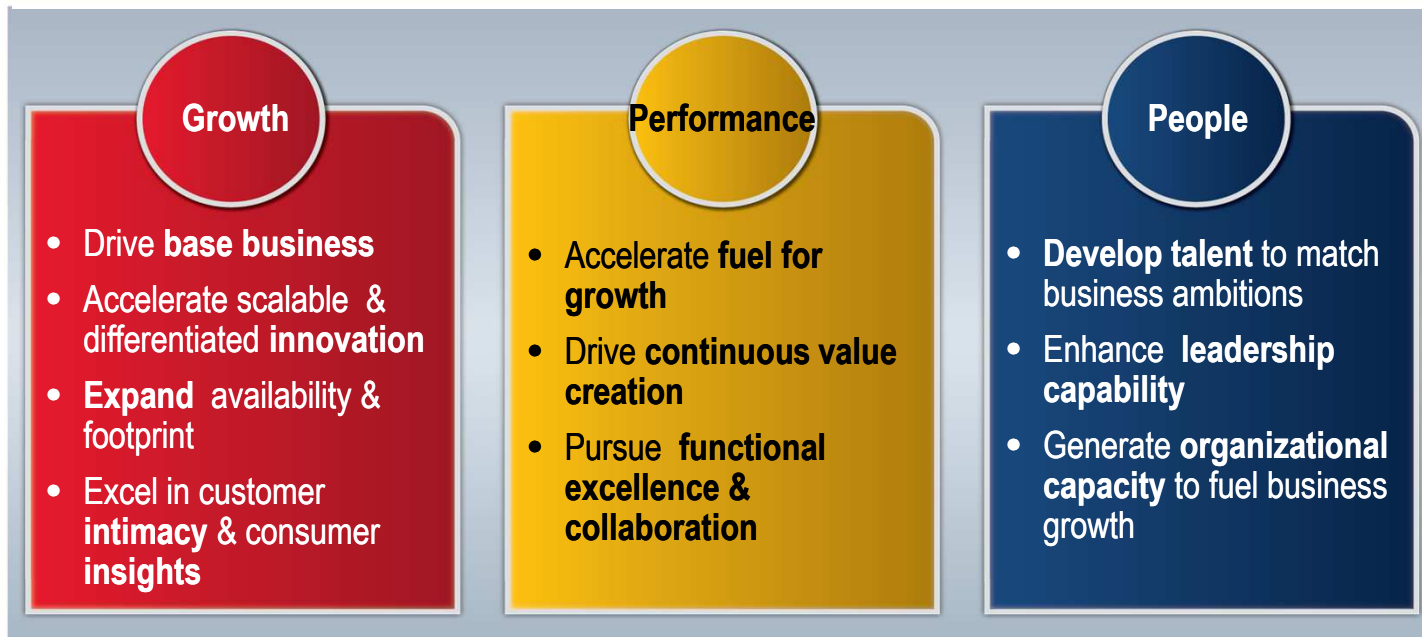 Growth
• Drive base business
• Accelerate scalable &
differentiated innovation
• Expand availability &
footprint
• Excel in customer
intimacy & consumer
insights
Performance
• Accelerate fuel for
growth
• Drive continuous value
creation
• Pursue functional
excellence &
collaboration
People
• Develop talent to match
business ambitions
• Enhance leadership
capability
• Generate organizational
capacity to fuel business
growth